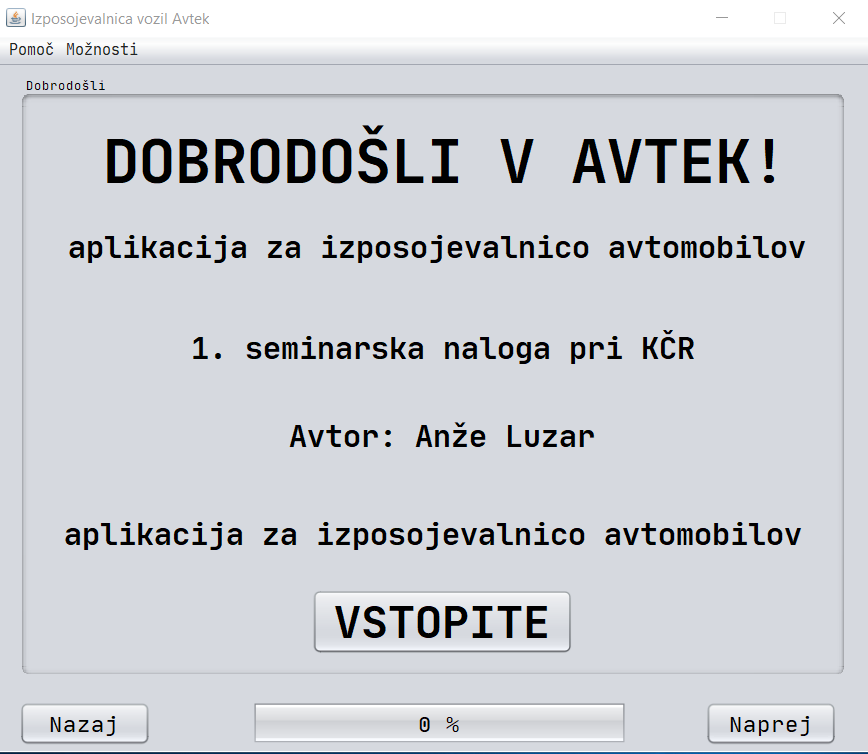 Izposojevalnica vozil Avtek
Pomoč Možnosti
Dobrodošli
DOBRODOŠLI V AVTEK!
aplikacija za izposojevalnico avtomobilov
1. seminarska naloga pri KČR
Avtor: Anže Luzar
aplikacija za izposojevalnico avtomobilov
VSTOPITE
Nazaj 0 % Naprej